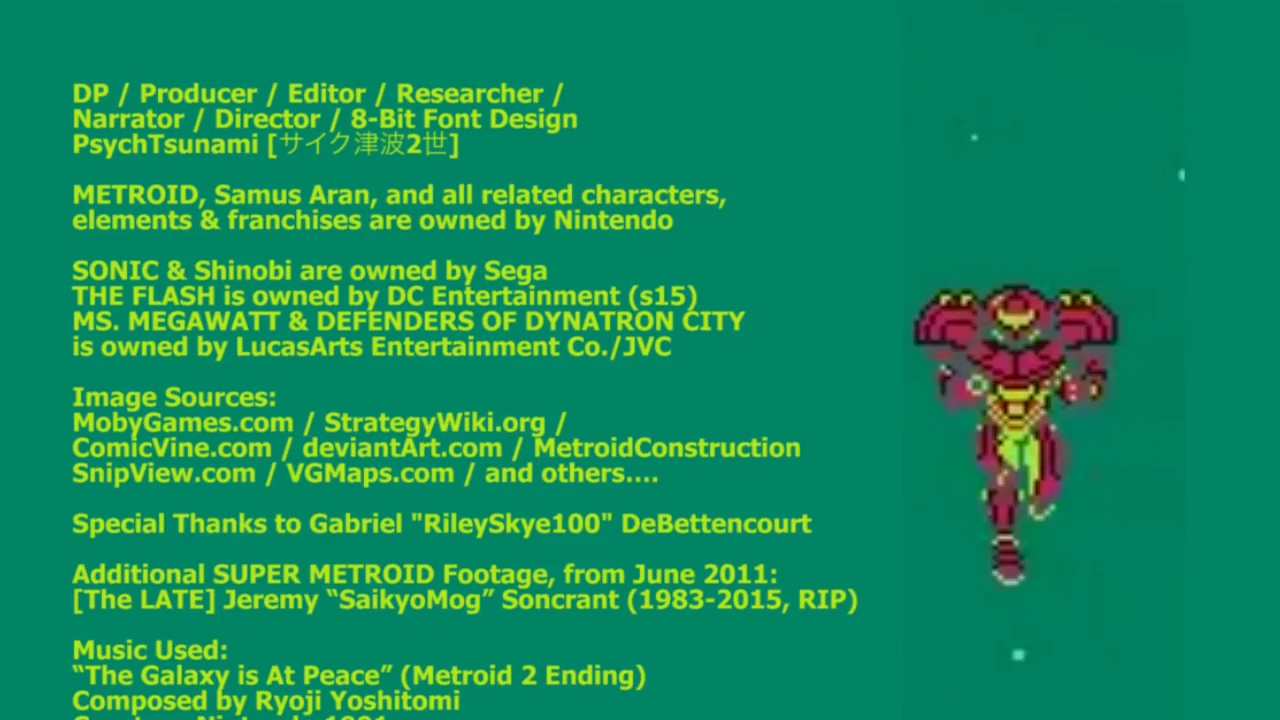 DP / Producer / Editor / Researcher /
Narrator / Director / 8-Bit Font Design
PsychTsunami [サイク津波2世]
METROID, Samus Aran, and all related characters,
elements & franchises are owned by Nintendo
SONIC & Shinobi are owned by Sega
THE FLASH is owned by DC Entertainment (s15)
MS. MEGAWATT & DEFENDERS OF DYNATRON CITY
is owned by LucasArts Entertainment Co./JVC
Image Sources:
MobyGames.com / StrategyWiki.org /
ComicVine.com / deviantArt.com / MetroidConstruction
SnipView.com / VGMaps.com / and others....
Special Thanks to Gabriel "RileySkye100" DeBettencourt
Additional SUPER METROID Footage, from June 2011:
[The LATE] Jeremy “SaikyoMog” Soncrant (1983-2015, RIP)
Music Used:
“The Galaxy is At Peace” (Metroid 2 Ending)
Composed by Ryoji Yoshitomi